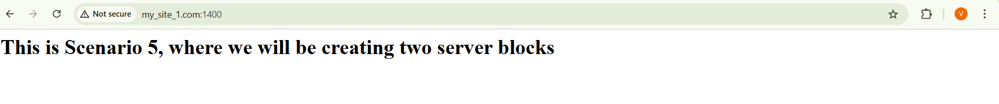 Not secure my_site_1.com:1400 V
This is Scenario 5, where we will be creating two server blocks